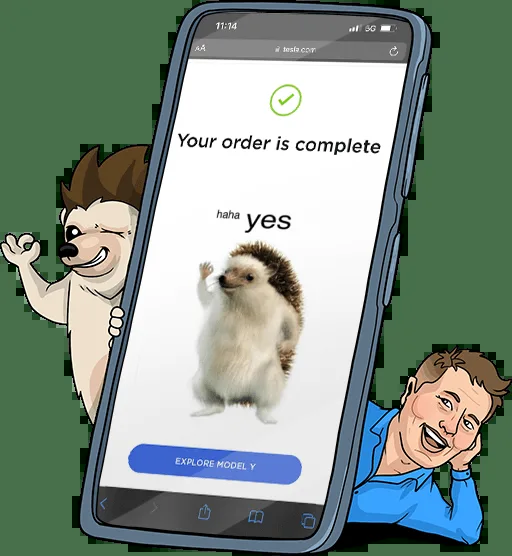 11:14
5G
AA
tesla.com
Your order is complete
haha yes
EXPLORE MODEL Y